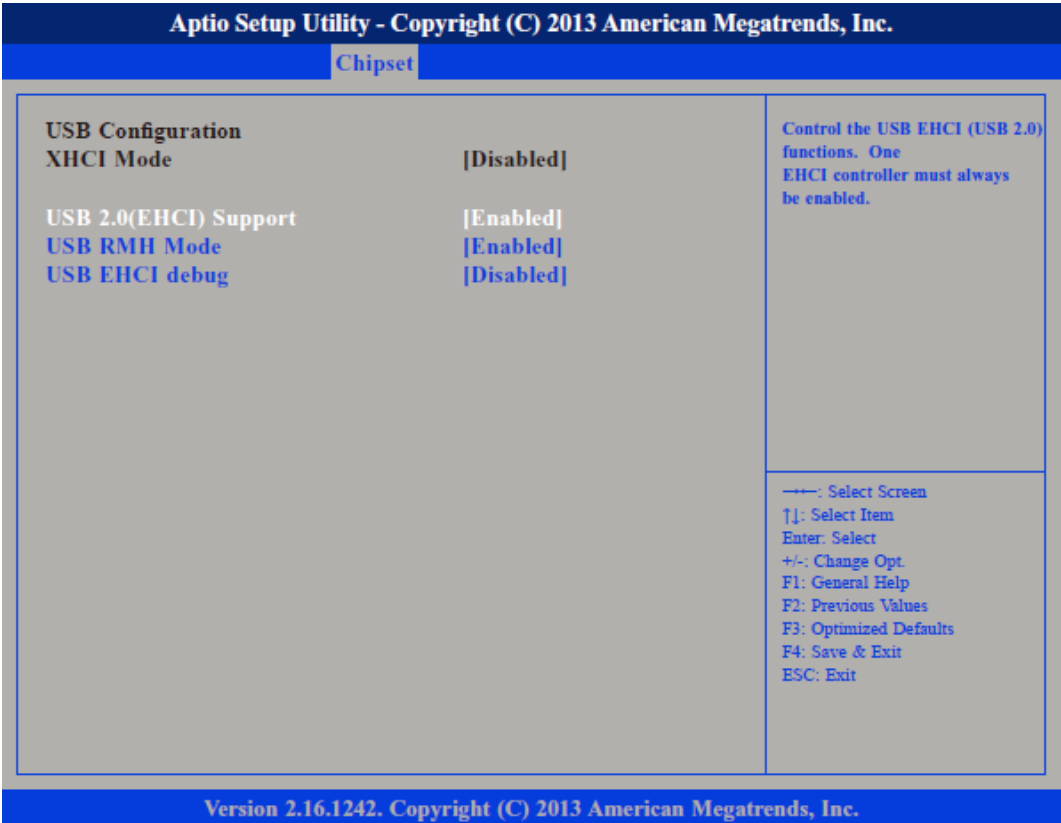 Aptio Setup Utility - Copyright (C) 2013 American Megatrends, Inc.
Chipset
USB Configuration
XHCI Mode [Disabled]
USB 2.0(EHCI) Support [Enabled]
USB RMH Mode [Enabled]
USB EHCI debug [Disabled]
Control the USB EHCI (USB 2.0)
functions. One
EHCI controller must always
be enabled.
→←: Select Screen
↑↓: Select Item
Enter: Select
+/-: Change Opt.
F1: General Help
F2: Previous Values
F3: Optimized Defaults
F4: Save & Exit
ESC: Exit
Version 2.16.1242. Copyright (C) 2013 American Megatrends, Inc.